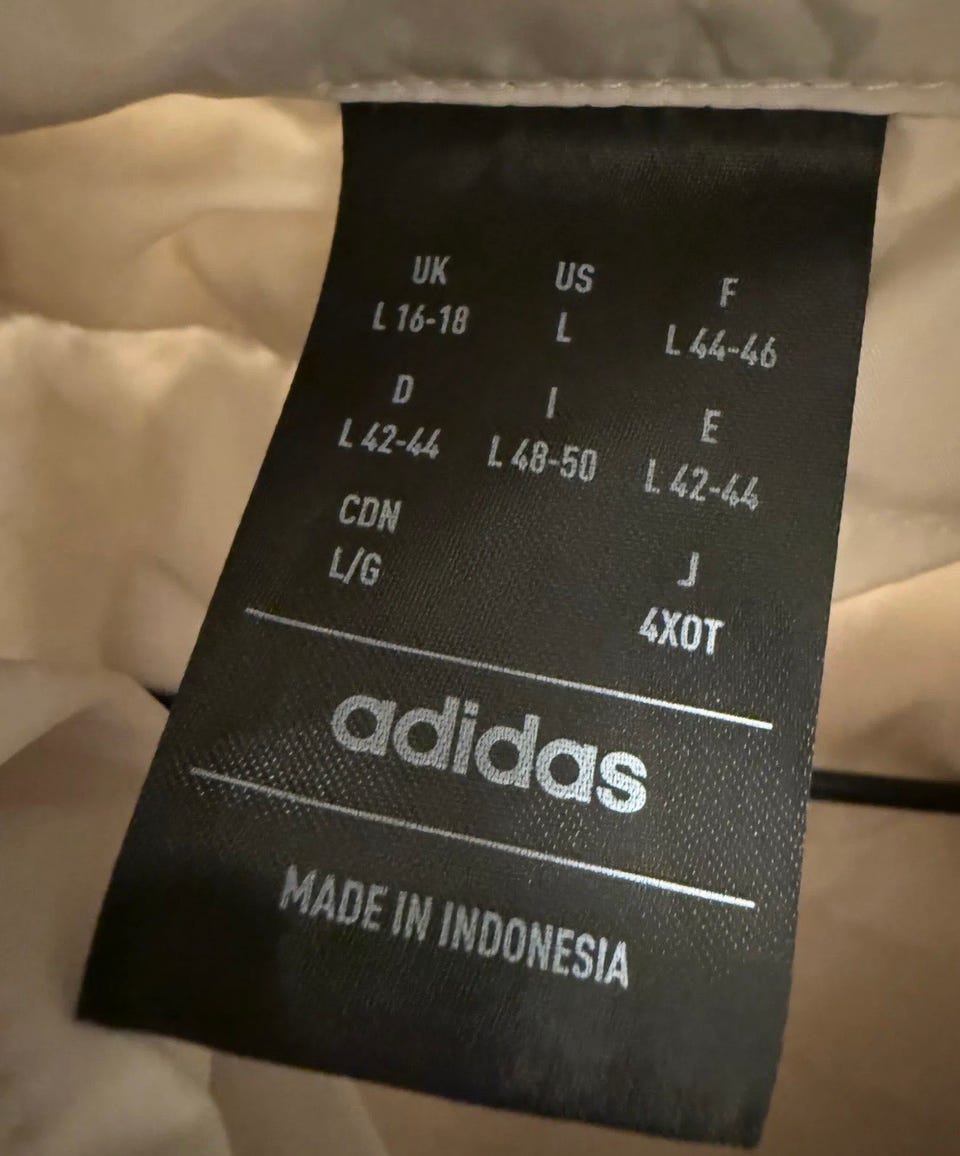 UK US F
L 16-18 L L 44-46
D I E
L 42-44 L 48-50 L 42-44
CDN J
L/G 4XOT
adidas
MADE IN INDONESIA